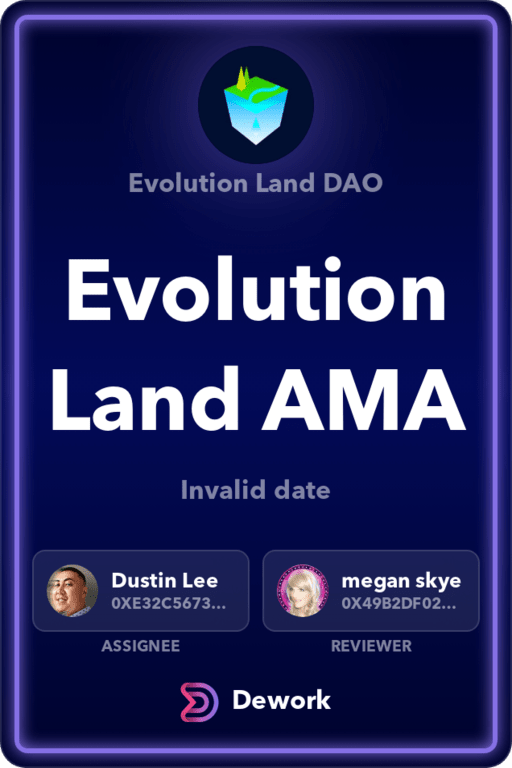 Evolution Land DAO
Evolution
Land AMA
Invalid date
Dustin Lee
0XE32C5673...
megan skye
0X49B2DF02...
ASSIGNEE
REVIEWER
Dework